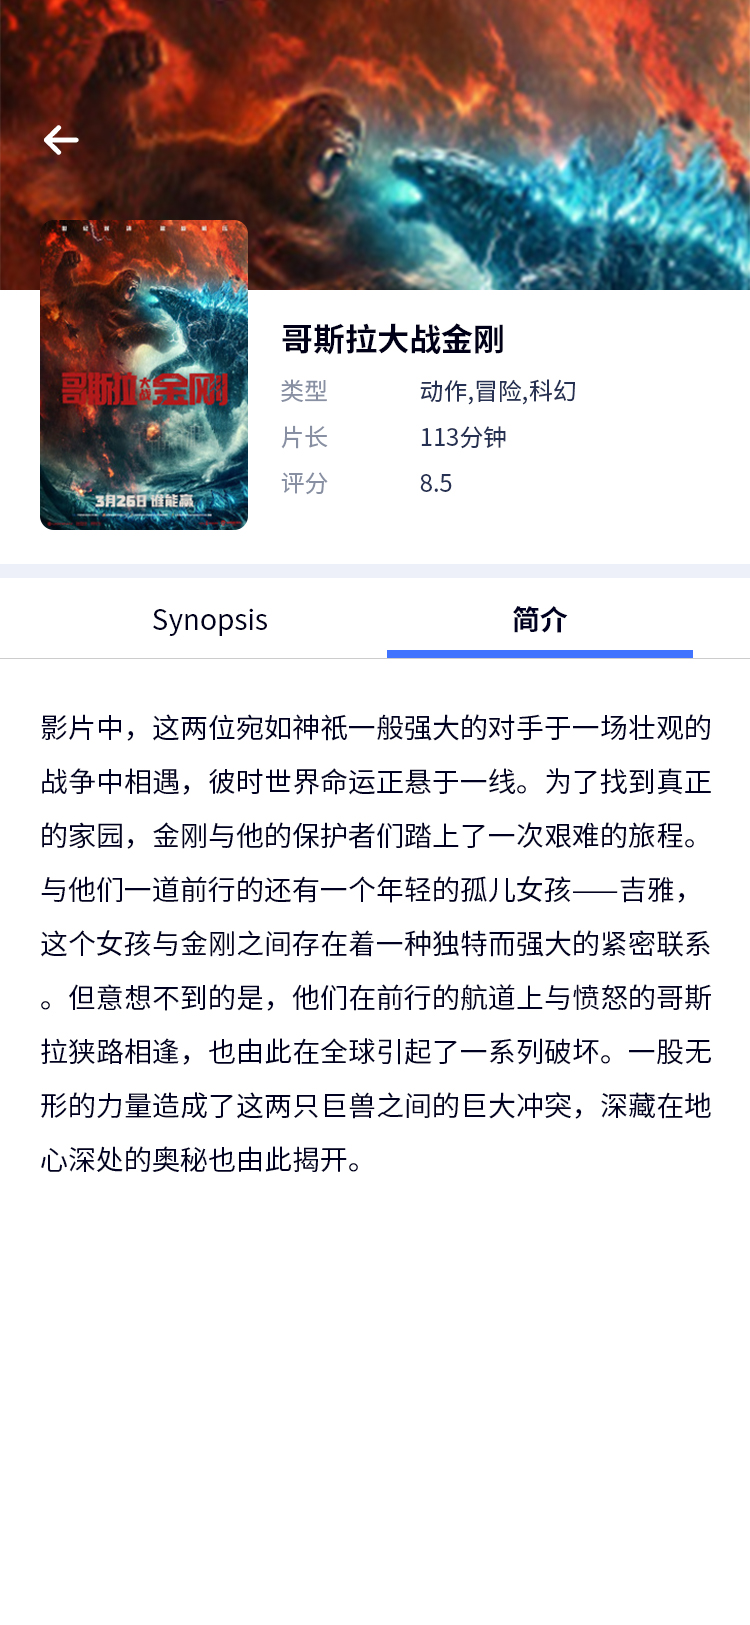 哥斯拉大战金刚
3月26日 谁能赢
哥斯拉大战金刚
类型 动作,冒险,科幻
片长 113分钟
评分 8.5
Synopsis 简介
影片中，这两位宛如神祇一般强大的对手于一场壮观的
战争中相遇，彼时世界命运正悬于一线。为了找到真正
的家园，金刚与他的保护者们踏上了一次艰难的旅程。
与他们一道前行的还有一个年轻的孤儿女孩——吉雅，
这个女孩与金刚之间存在着一种独特而强大的紧密联系
。但意想不到的是，他们在前行的航道上与愤怒的哥斯
拉狭路相逢，也由此在全球引起了一系列破坏。一股无
形的力量造成了这两只巨兽之间的巨大冲突，深藏在地
心深处的奥秘也由此揭开。